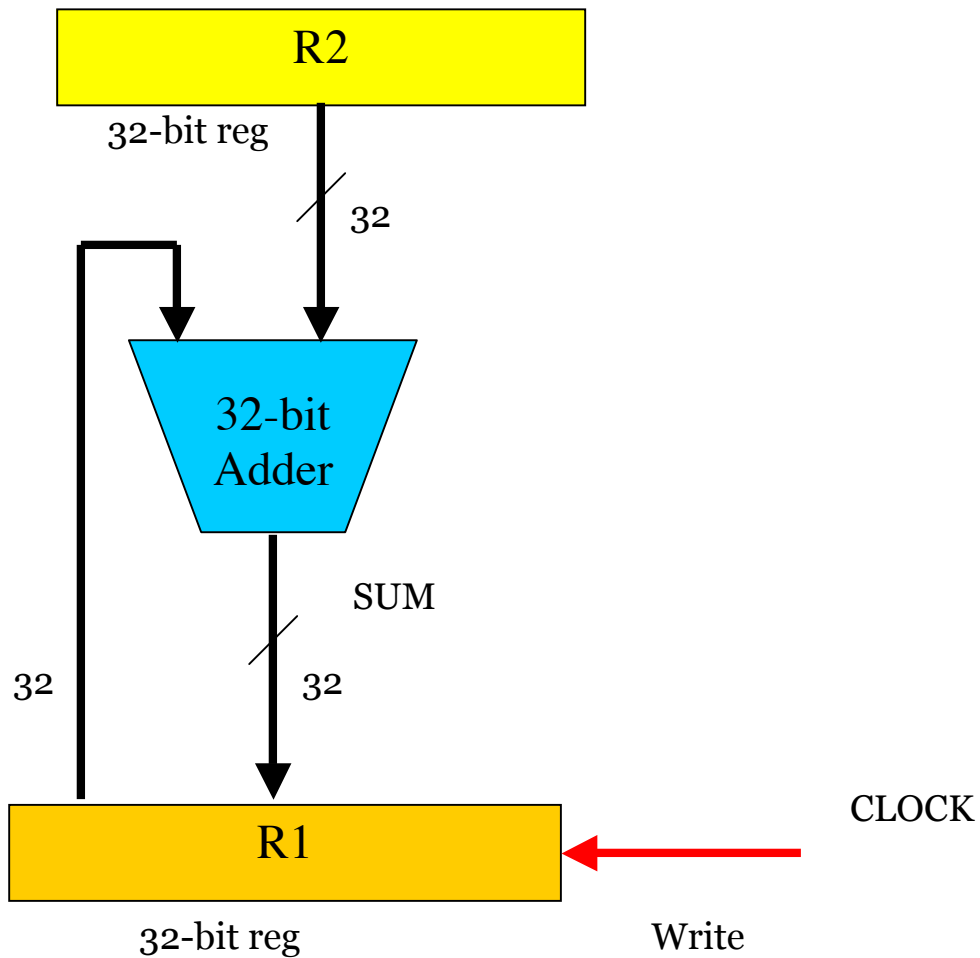 R2
32-bit reg
32
32-bit
Adder
SUM
32
32
R1
CLOCK
32-bit reg
Write